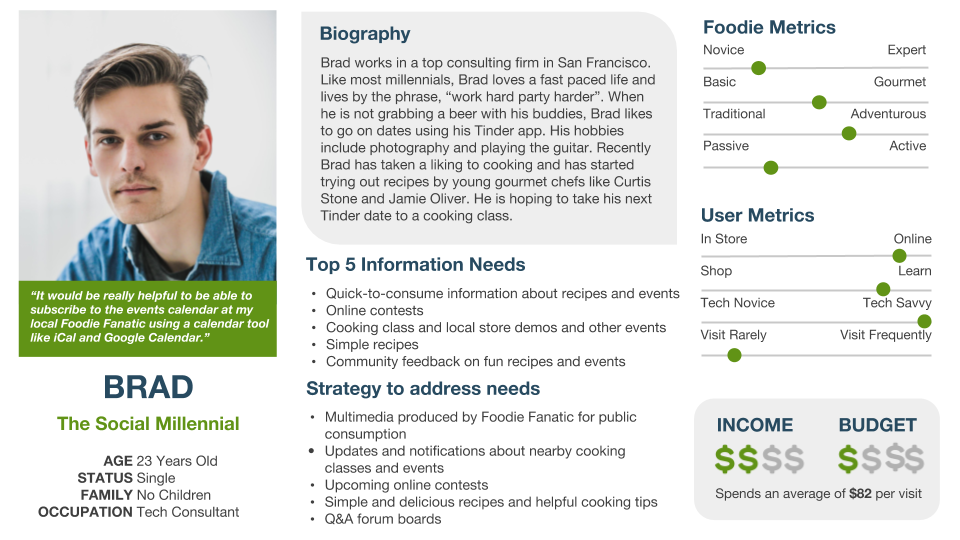 “It would be really helpful to be able to
subscribe to the events calendar at my
local Foodie Fanatic using a calendar tool
like iCal and Google Calendar.”
BRAD
The Social Millennial
AGE 23 Years Old
STATUS Single
FAMILY No Children
OCCUPATION Tech Consultant
Biography
Brad works in a top consulting firm in San Francisco.
Like most millennials, Brad loves a fast paced life and
lives by the phrase, “work hard party harder”. When
he is not grabbing a beer with his buddies, Brad likes
to go on dates using his Tinder app. His hobbies
include photography and playing the guitar. Recently
Brad has taken a liking to cooking and has started
trying out recipes by young gourmet chefs like Curtis
Stone and Jamie Oliver. He is hoping to take his next
Tinder date to a cooking class.
Top 5 Information Needs
• Quick-to-consume information about recipes and events
• Online contests
• Cooking class and local store demos and other events
• Simple recipes
• Community feedback on fun recipes and events
Strategy to address needs
• Multimedia produced by Foodie Fanatic for public
consumption
• Updates and notifications about nearby cooking
classes and events
• Upcoming online contests
• Simple and delicious recipes and helpful cooking tips
• Q&A forum boards
Foodie Metrics
Novice Expert
Basic Gourmet
Traditional Adventurous
Passive Active
User Metrics
In Store Online
Shop Learn
Tech Novice Tech Savvy
Visit Rarely Visit Frequently
INCOME BUDGET
$$$$ $$$$
Spends an average of $82 per visit